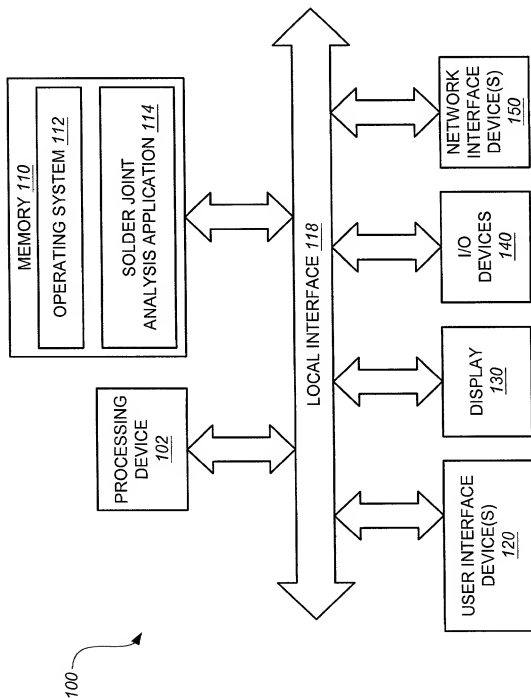 100
PROCESSING
DEVICE
102
MEMORY 110
OPERATING SYSTEM 112
SOLDER JOINT
ANALYSIS APPLICATION 114
LOCAL INTERFACE 118
USER INTERFACE
DEVICE(S)
120
DISPLAY
130
I/O
DEVICES
140
NETWORK
INTERFACE
DEVICE(S)
150